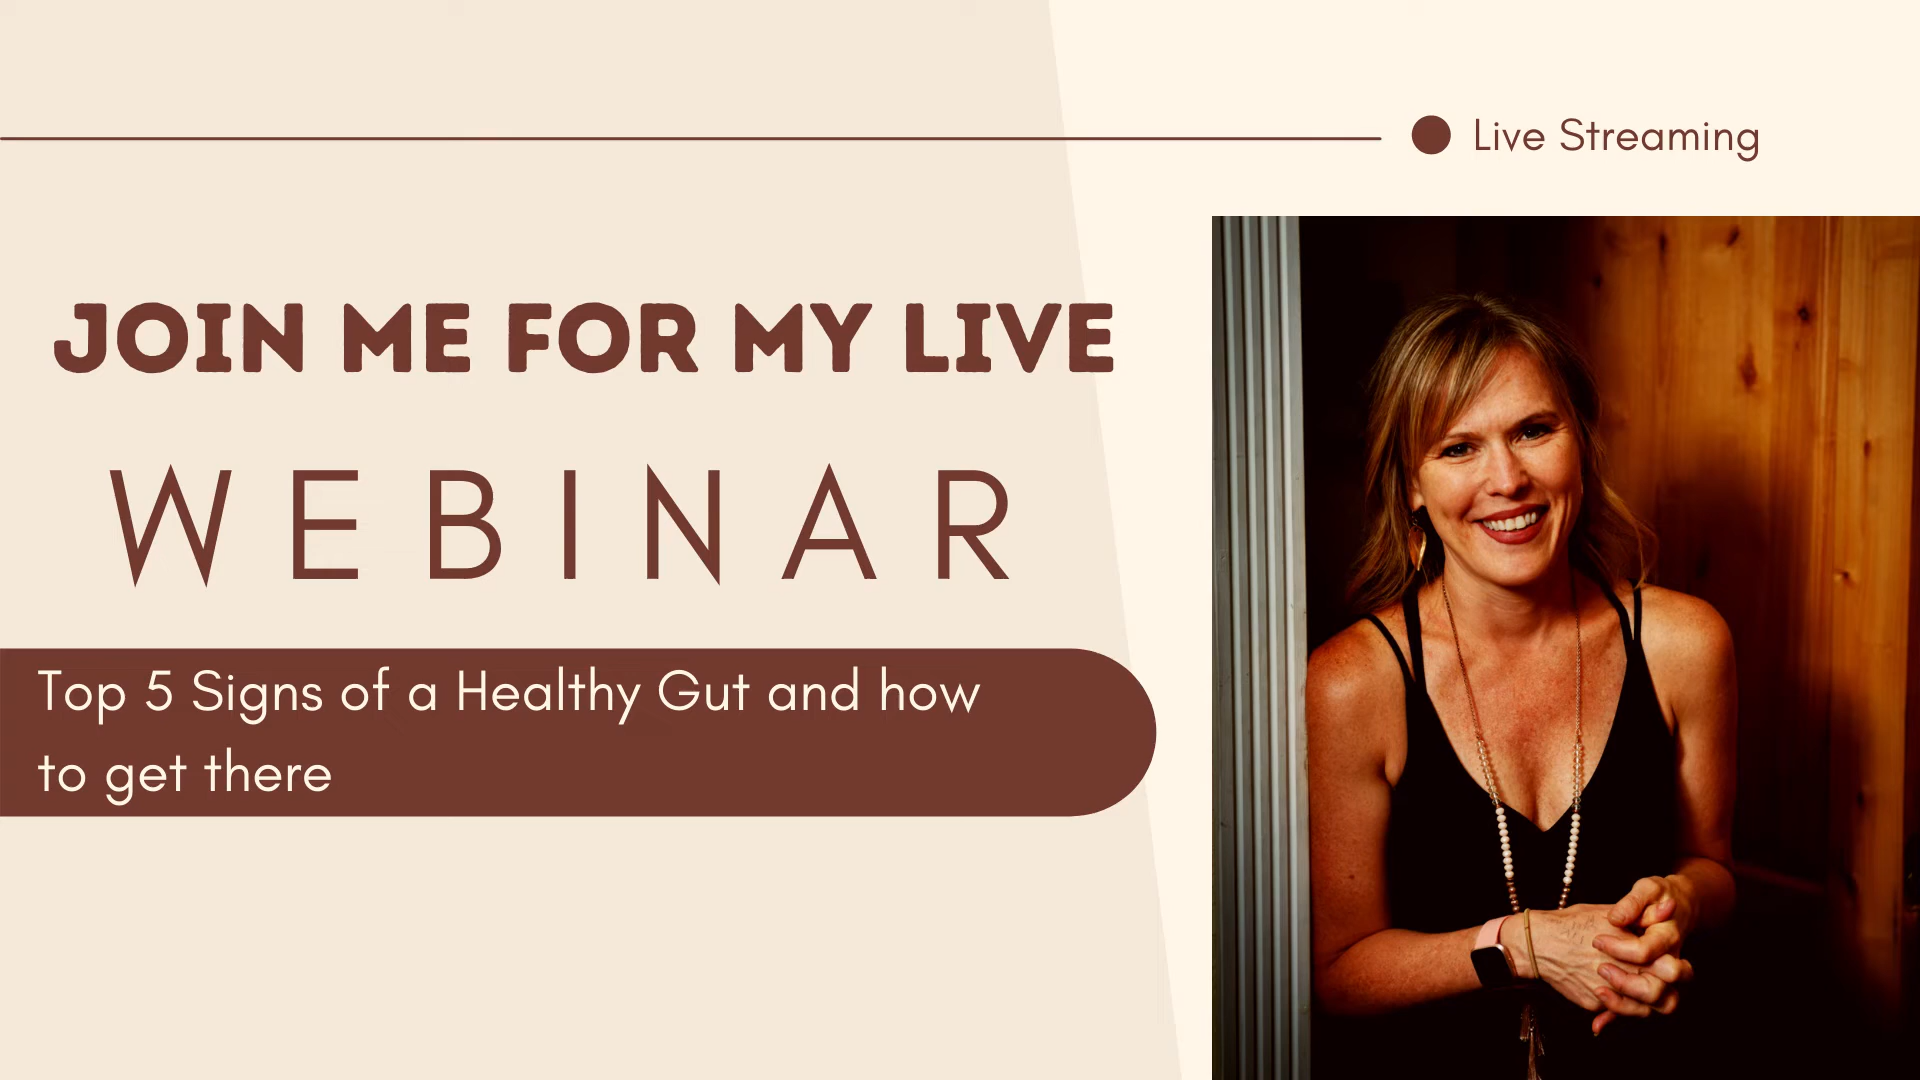 Live Streaming
JOIN ME FOR MY LIVE
WEBINAR
Top 5 Signs of a Healthy Gut and how
to get there